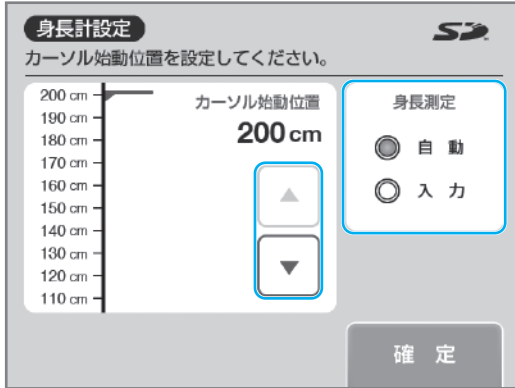 身長計設定
SD
カーソル始動位置を設定してください。
200 cm
190 cm
180 cm
170 cm
160 cm
150 cm
140 cm
130 cm
120 cm
110 cm
カーソル始動位置
200 cm
▲
▼
身長測定
自 動
入 力
確 定